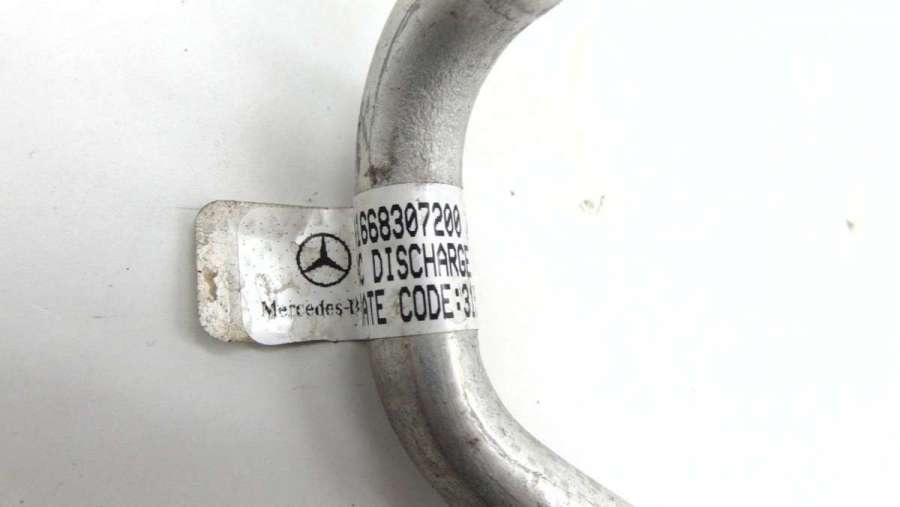 1668307200
C DISCHARGE
Mercedes-B
ATE CODE:3